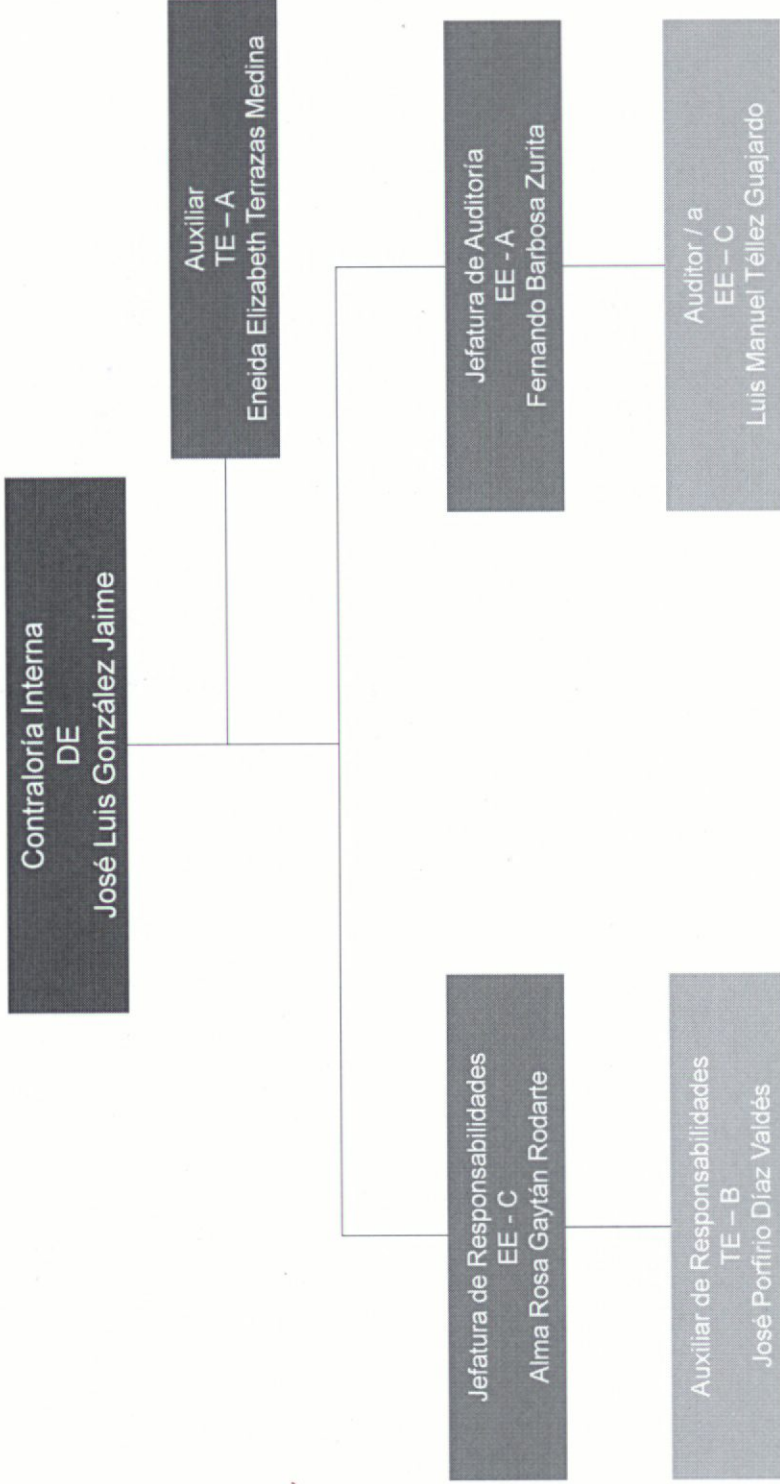 Contraloría Interna
DE
José Luis González Jaime
Auxiliar
TE – A
Eneida Elizabeth Terrazas Medina
Jefatura de Responsabilidades
EE - C
Alma Rosa Gaytán Rodarte
Jefatura de Auditoría
EE - A
Fernando Barbosa Zurita
Auxiliar de Responsabilidades
TE – B
José Porfirio Díaz Valdés
Auditor / a
EE – C
Luis Manuel Téllez Guajardo